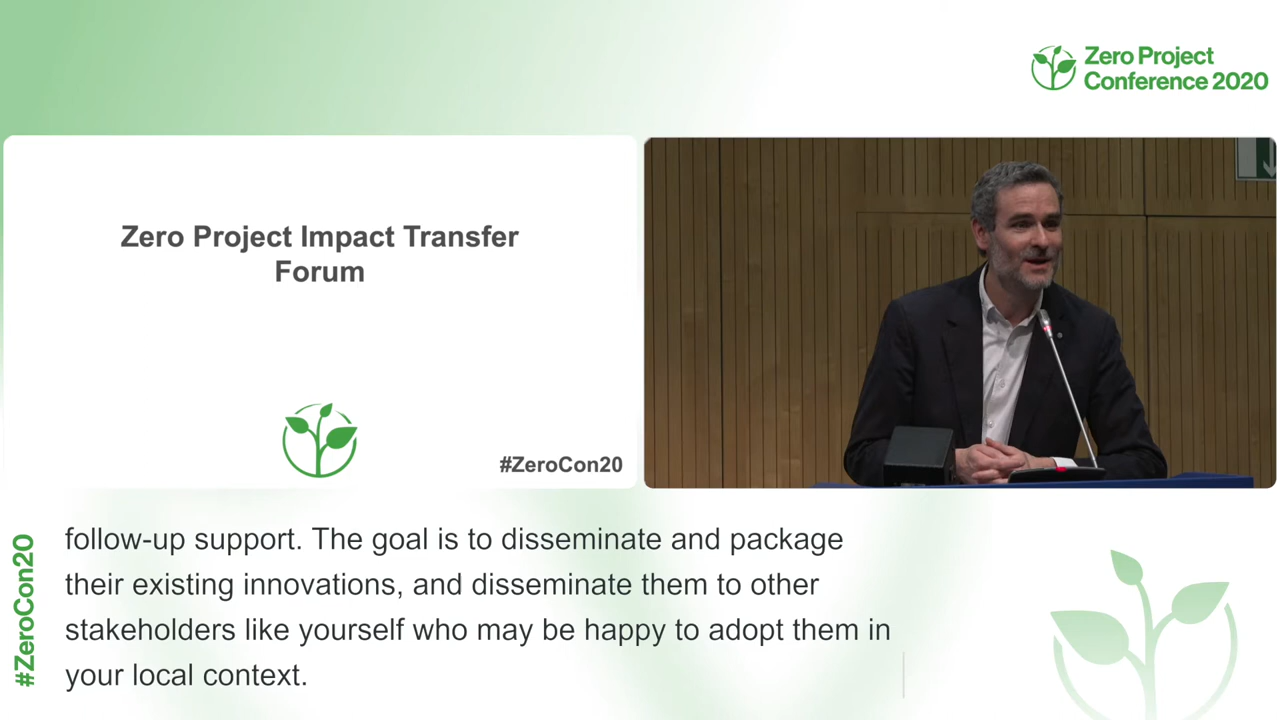 Zero Project
Conference 2020
Zero Project Impact Transfer
Forum
#ZeroCon20
follow-up support. The goal is to disseminate and package
their existing innovations, and disseminate them to other
stakeholders like yourself who may be happy to adopt them in
your local context.
#ZeroCon20